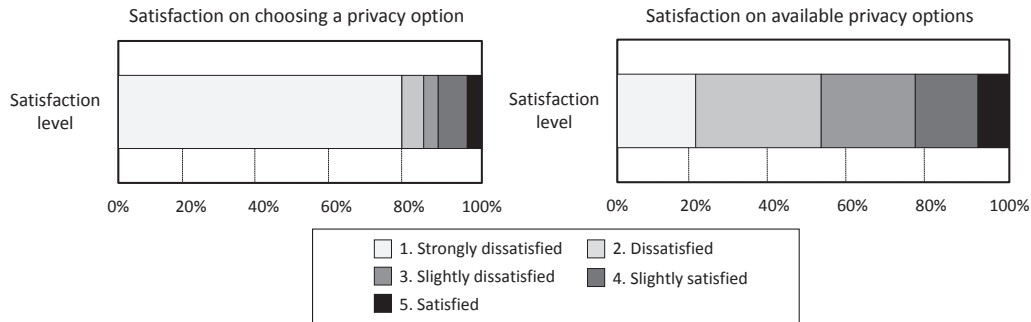 Satisfaction on choosing a privacy option
Satisfaction
level
0% 20% 40% 60% 80% 100%
Satisfaction on available privacy options
Satisfaction
level
0% 20% 40% 60% 80% 100%
1. Strongly dissatisfied 2. Dissatisfied
3. Slightly dissatisfied 4. Slightly satisfied
5. Satisfied